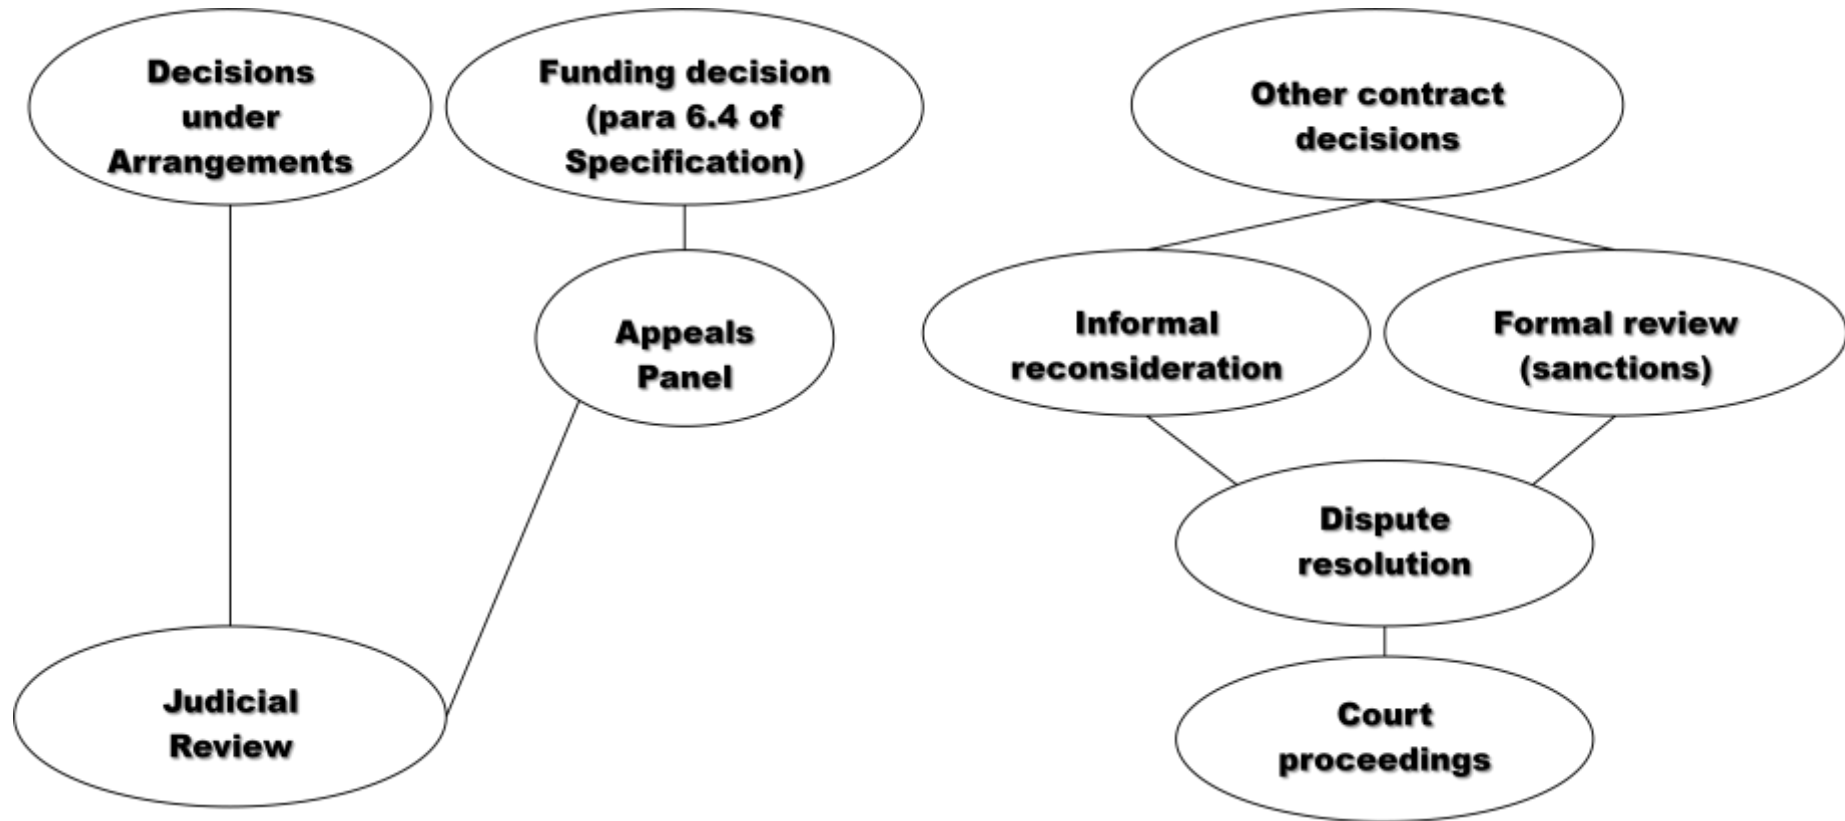 Decisions
under
Arrangements
Funding decision
(para 6.4 of
Specification)
Other contract
decisions
Appeals
Panel
Informal
reconsideration
Formal review
(sanctions)
Dispute
resolution
Judicial
Review
Court
proceedings